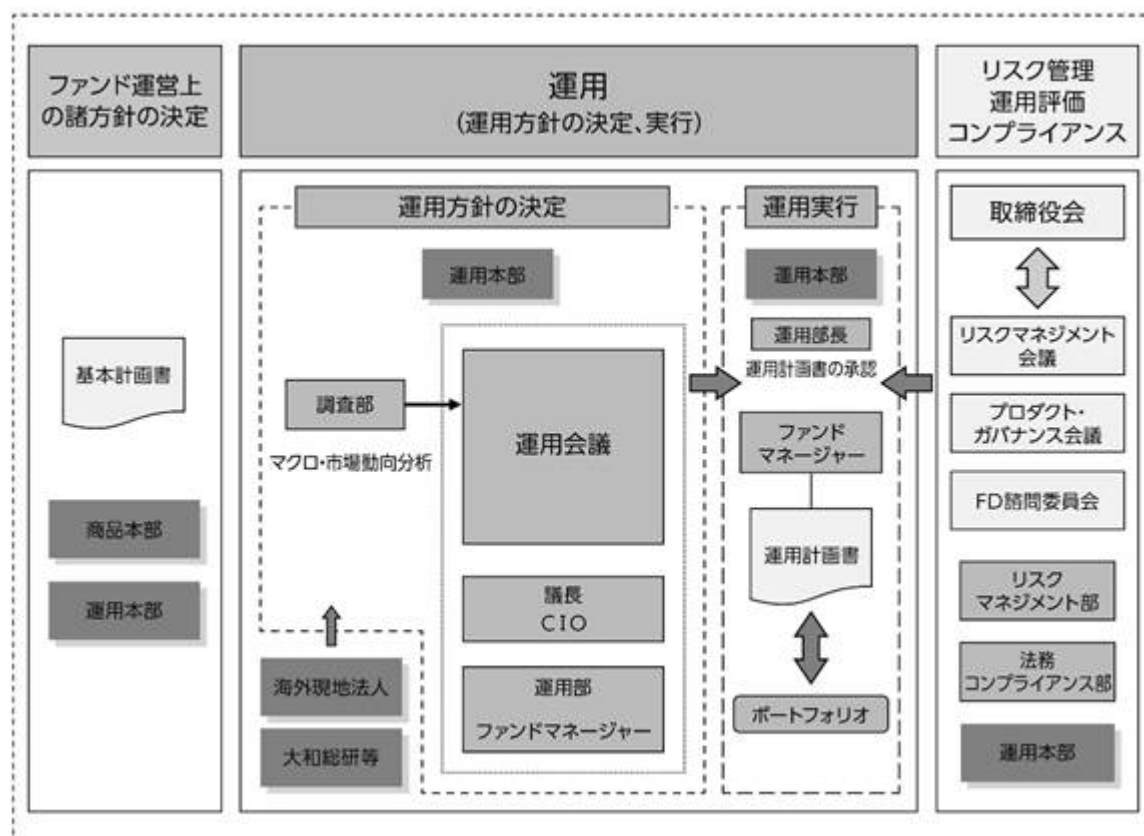 ファンド運営上
の諸方針の決定
運用
(運用方針の決定、実行)
リスク管理
運用評価
コンプライアンス
基本計画書
商品本部
運用本部
運用方針の決定
運用本部
調査部
マクロ・市場動向分析
運用会議
議長
CIO
運用部
ファンドマネージャー
海外現地法人
大和総研等
運用実行
運用本部
運用部長
運用計画書の承認
ファンド
マネージャー
運用計画書
ポートフォリオ
取締役会
リスクマネジメント
会議
プロダクト・
ガバナンス会議
FD諮問委員会
リスク
マネジメント部
法務
コンプライアンス部
運用本部